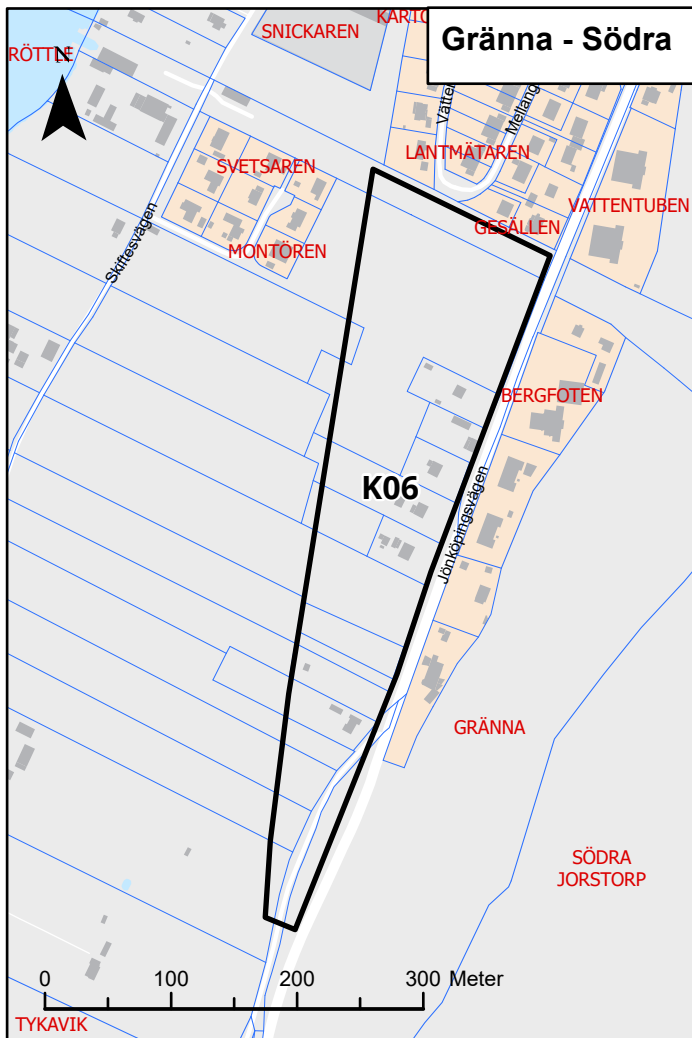 Gränna - Södra
KARTO
SNICKAREN
RÖTTLE
N
Vätter
Mellang
LANTMÄTAREN
SVETSAREN
VATTENTUBEN
GESÄLLEN
Skiftesvägen
MONTÖREN
BERGFOTEN
K06
Jönköpingsvägen
GRÄNNA
SÖDRA
JORSTORP
0 100 200 300 Meter
TYKAVIK